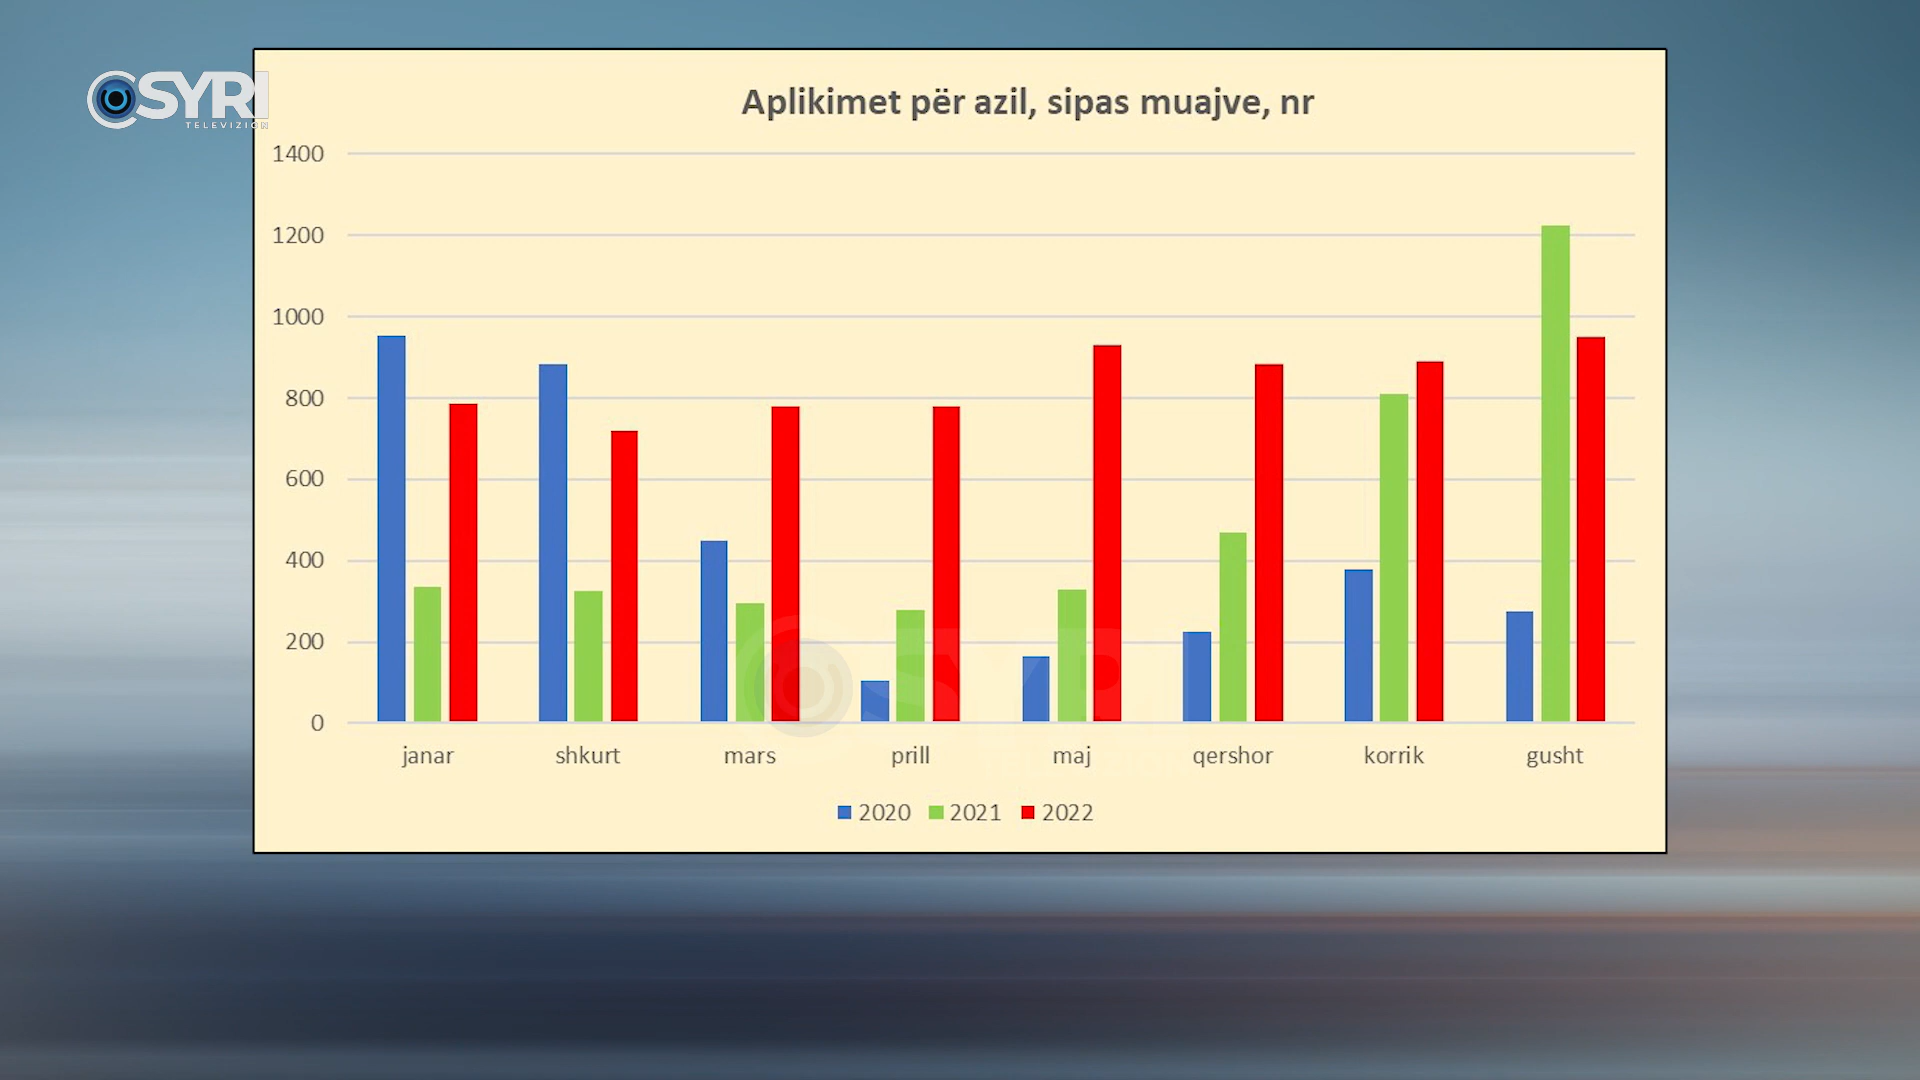 SYRI
TELEVIZION
Aplikimet për azil, sipas muajve, nr
1400
1200
1000
800
600
400
200
0
janar shkurt mars prill maj qershor korrik gusht
2020 2021 2022
SYRI